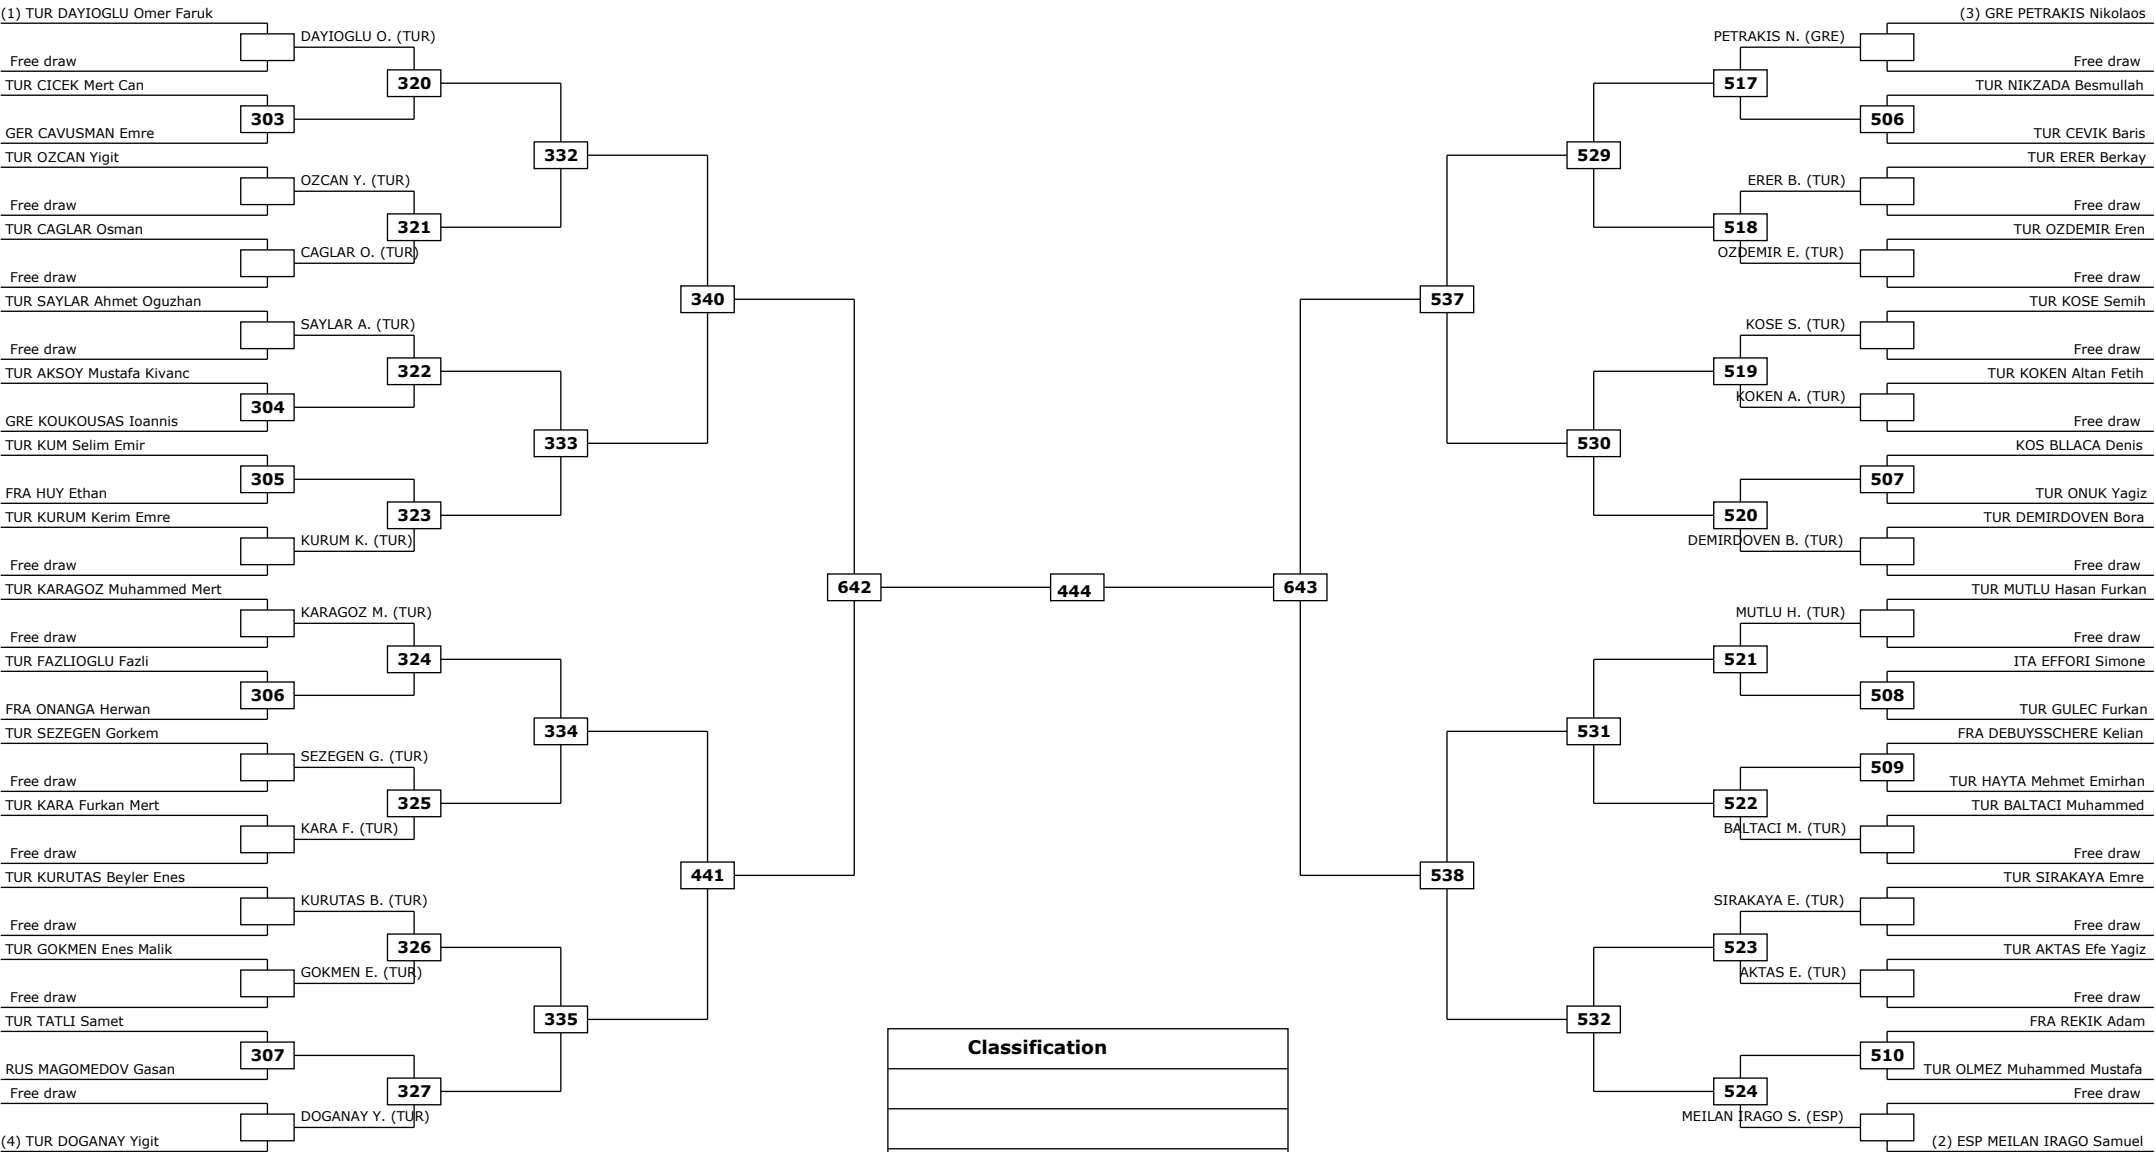 (1) TUR DAYIOGLU Omer Faruk
Free draw
TUR CICEK Mert Can
GER CAVUSMAN Emre
TUR OZCAN Yigit
Free draw
TUR CAGLAR Osman
Free draw
TUR SAYLAR Ahmet Oguzhan
Free draw
TUR AKSOY Mustafa Kivanc
GRE KOUKOUSAS Ioannis
TUR KUM Selim Emir
FRA HUY Ethan
TUR KURUM Kerim Emre
Free draw
TUR KARAGOZ Muhammed Mert
Free draw
TUR FAZLIOGLU Fazli
FRA ONANGA Herwan
TUR SEZEGEN Gorkem
Free draw
TUR KARA Furkan Mert
Free draw
TUR KURUTAS Beyler Enes
Free draw
TUR GOKMEN Enes Malik
Free draw
TUR TATLI Samet
RUS MAGOMEDOV Gasan
Free draw
(4) TUR DOGANAY Yigit
303
304
305
306
307
DAYIOGLU O. (TUR)
OZCAN Y. (TUR)
CAGLAR O. (TUR)
SAYLAR A. (TUR)
KURUM K. (TUR)
KARAGOZ M. (TUR)
SEZEGEN G. (TUR)
KARA F. (TUR)
KURUTAS B. (TUR)
GOKMEN E. (TUR)
DOGANAY Y. (TUR)
320
321
322
323
324
325
326
327
332
333
334
335
340
441
642
444
643
537
538
529
530
531
532
517
518
519
520
521
522
523
524
PETRAKIS N. (GRE)
ERER B. (TUR)
OZDEMIR E. (TUR)
KOSE S. (TUR)
KOKEN A. (TUR)
DEMIRDOVEN B. (TUR)
MUTLU H. (TUR)
BALTACI M. (TUR)
SIRAKAYA E. (TUR)
AKTAS E. (TUR)
MEILAN IRAGO S. (ESP)
506
507
508
509
510
(3) GRE PETRAKIS Nikolaos
Free draw
TUR NIKZADA Besmullah
TUR CEVIK Baris
TUR ERER Berkay
Free draw
TUR OZDEMIR Eren
Free draw
TUR KOSE Semih
Free draw
TUR KOKEN Altan Fetih
Free draw
KOS BLLACA Denis
TUR ONUK Yagiz
TUR DEMIRDOVEN Bora
Free draw
TUR MUTLU Hasan Furkan
Free draw
ITA EFFORI Simone
TUR GULEC Furkan
FRA DEBUYSSCHERE Kelian
TUR HAYTA Mehmet Emirhan
TUR BALTACI Muhammed
Free draw
TUR SIRAKAYA Emre
Free draw
TUR AKTAS Efe Yagiz
Free draw
FRA REKIK Adam
TUR OLMEZ Muhammed Mustafa
Free draw
(2) ESP MEILAN IRAGO Samuel
Classification